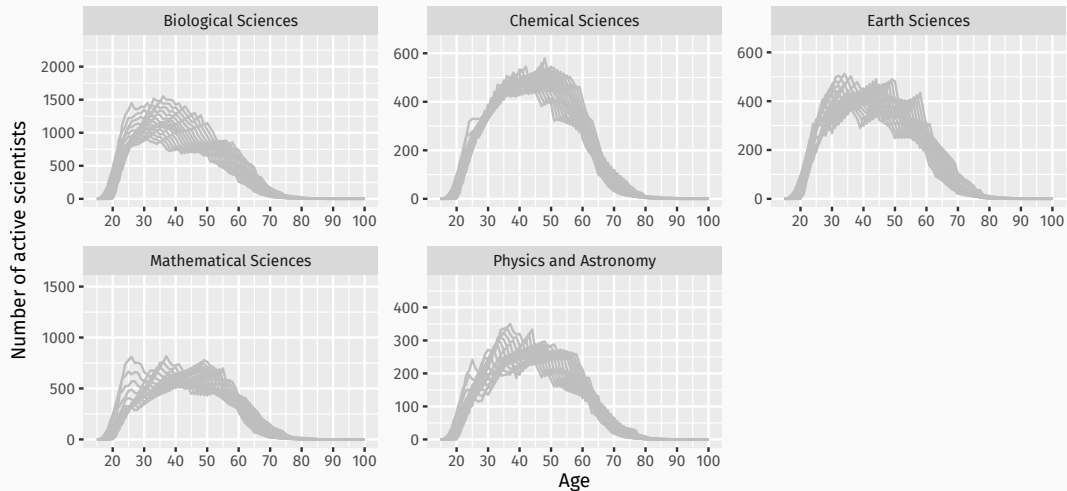 Biological Sciences Chemical Sciences Earth Sciences
2000
1500
1000
500
0
600
400
200
0
600
400
200
0
20 30 40 50 60 70 80 90 100
20 30 40 50 60 70 80 90 100
20 30 40 50 60 70 80 90 100
Number of active scientists
Mathematical Sciences Physics and Astronomy
1500
1000
500
0
400
300
200
100
0
20 30 40 50 60 70 80 90 100
20 30 40 50 60 70 80 90 100
Age